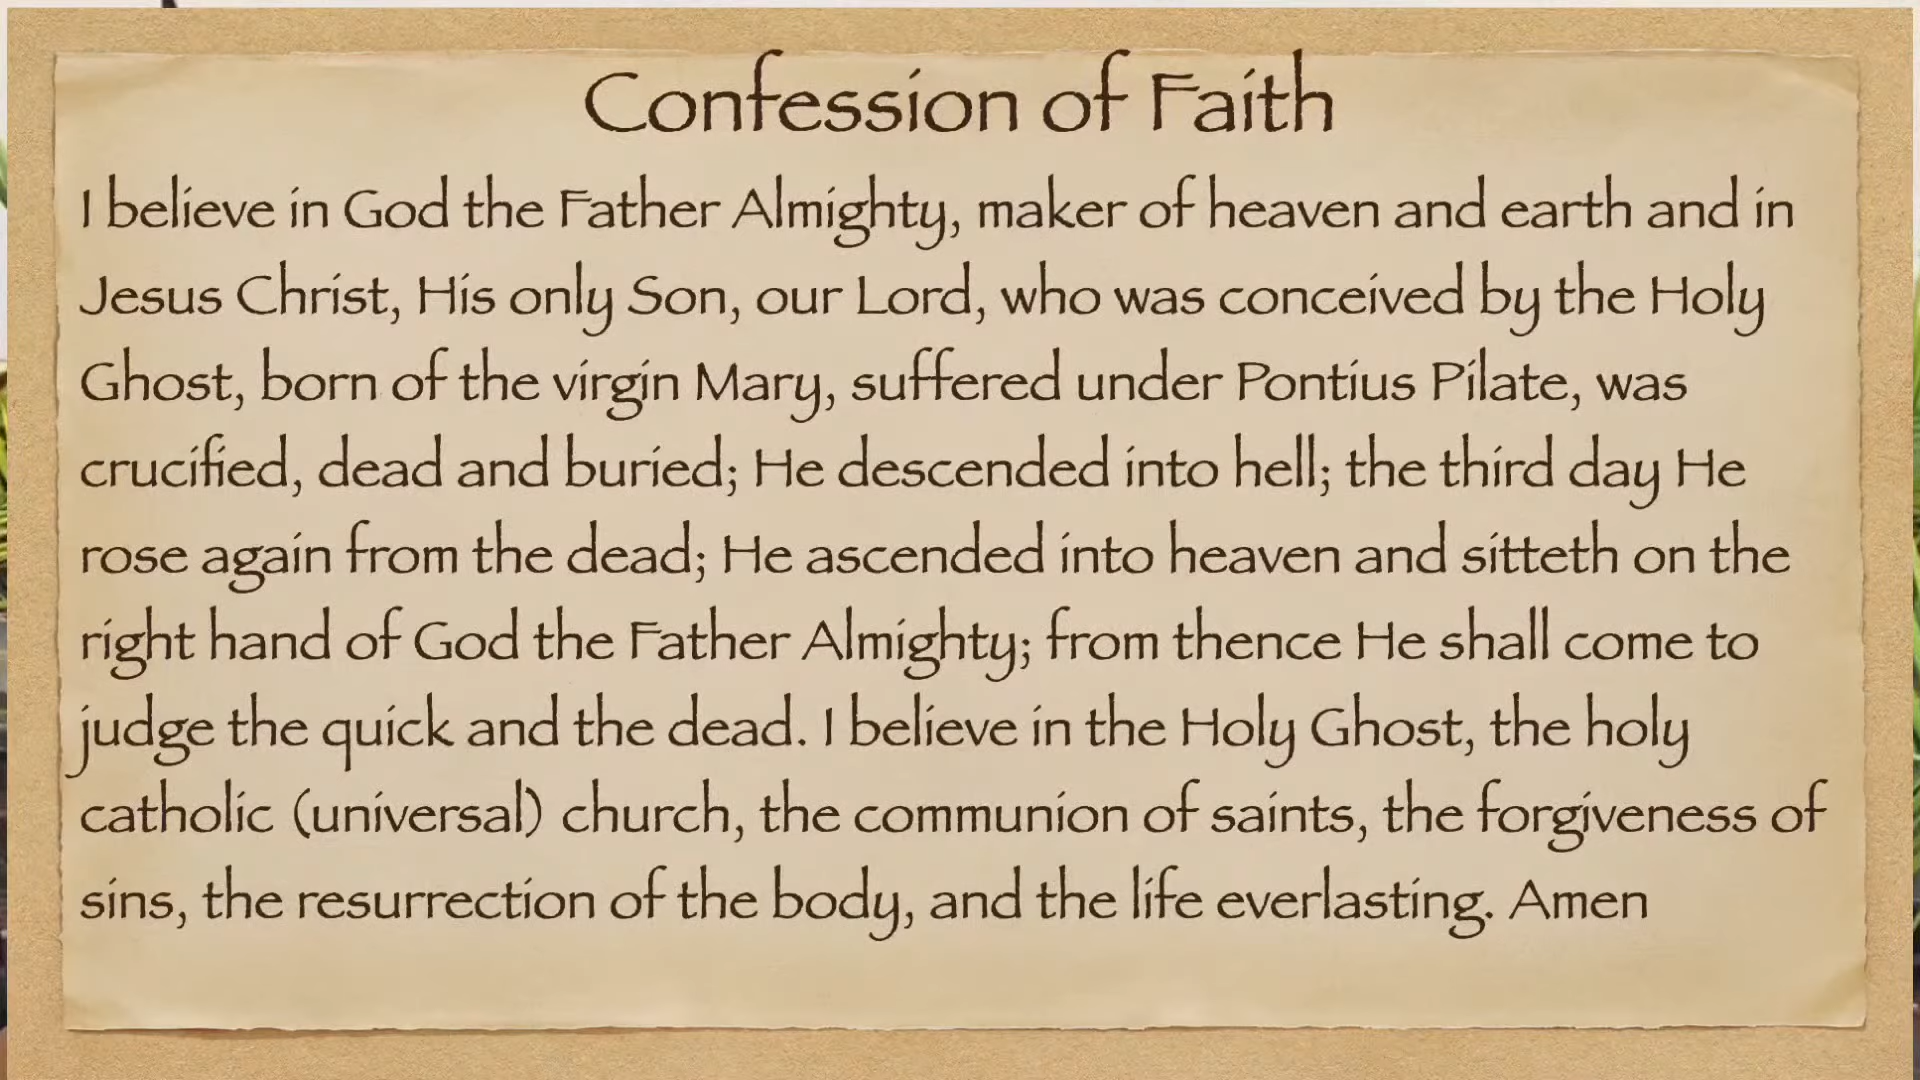 Confession of Faith
I believe in God the Father Almighty, maker of heaven and earth and in
Jesus Christ, His only Son, our Lord, who was conceived by the Holy
Ghost, born of the virgin Mary, suffered under Pontius Pilate, was
crucified, dead and buried; He descended into hell; the third day He
rose again from the dead; He ascended into heaven and sitteth on the
right hand of God the Father Almighty; from thence He shall come to
judge the quick and the dead. I believe in the Holy Ghost, the holy
catholic (universal) church, the communion of saints, the forgiveness of
sins, the resurrection of the body, and the life everlasting. Amen